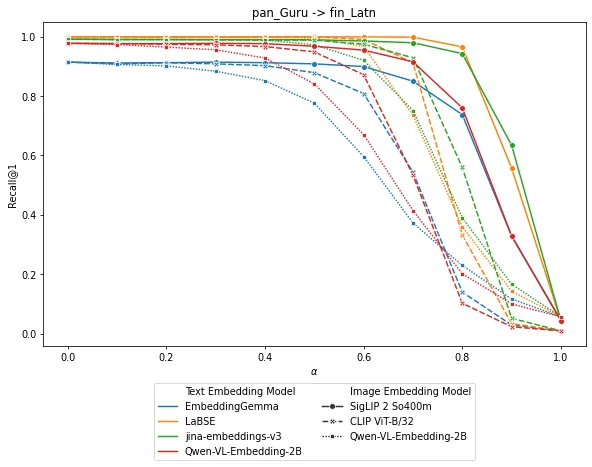 pan_Guru -> fin_Latn
Recall@1
1.0
0.8
0.6
0.4
0.2
0.0
0.0 0.2 0.4 0.6 0.8 1.0
α
Text Embedding Model
EmbeddingGemma
LaBSE
jina-embeddings-v3
Qwen-VL-Embedding-2B
Image Embedding Model
SigLIP 2 So400m
CLIP ViT-B/32
Qwen-VL-Embedding-2B